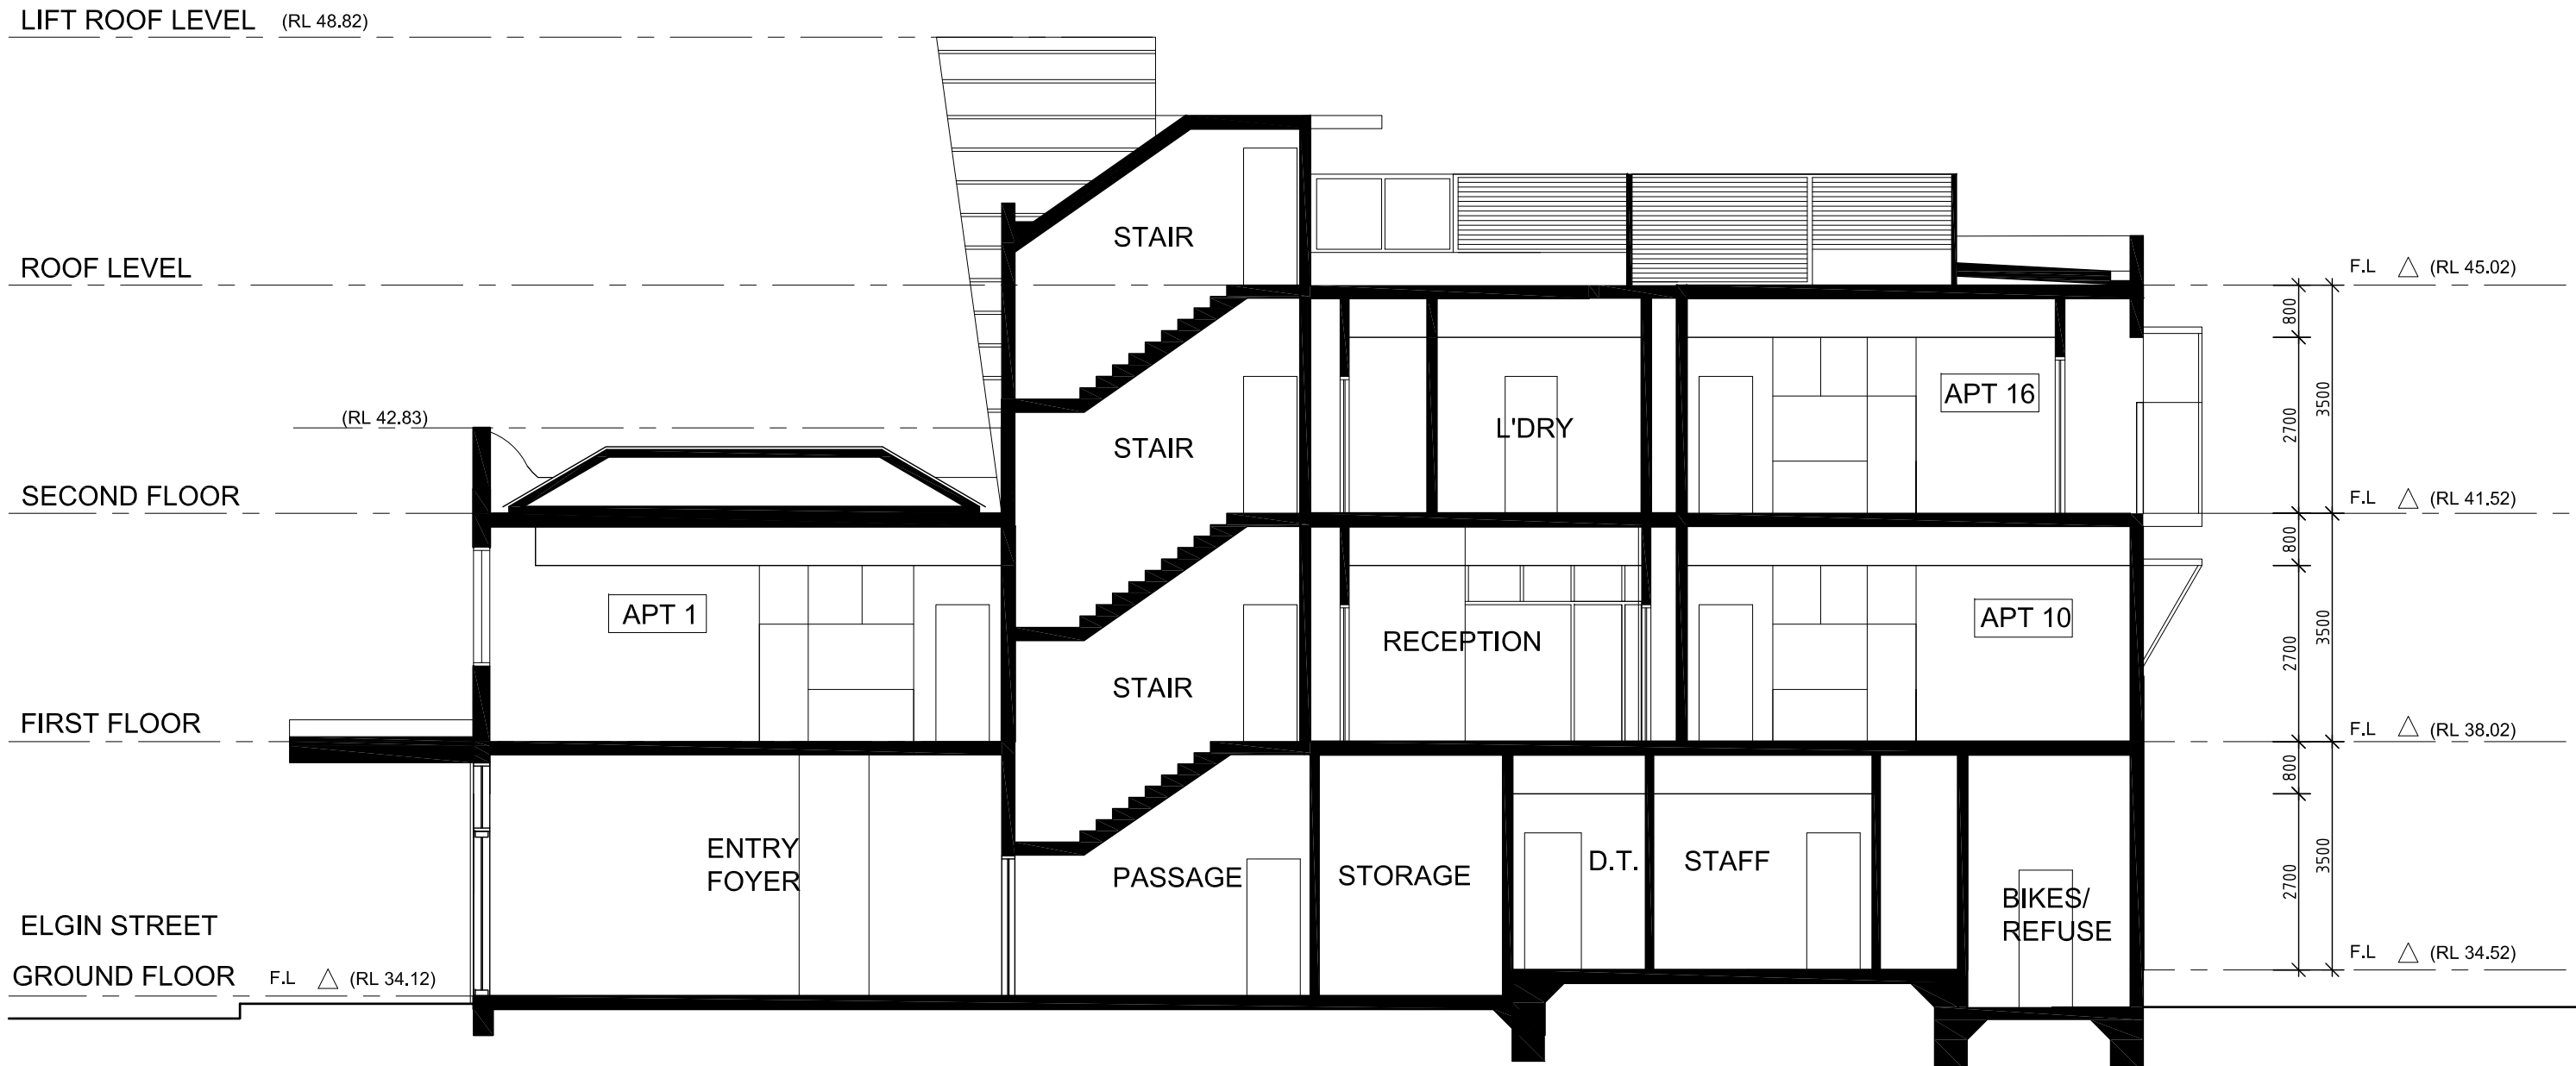 LIFT ROOF LEVEL (RL 48.82)
STAIR
ROOF LEVEL
F.L △ (RL 45.02)
800
(RL 42.83)
APT 16
L'DRY
STAIR
2700
3500
SECOND FLOOR
F.L △ (RL 41.52)
800
APT 1
RECEPTION
APT 10
STAIR
2700
3500
FIRST FLOOR
F.L △ (RL 38.02)
800
ENTRY
FOYER
PASSAGE
STORAGE
D.T.
STAFF
BIKES/
REFUSE
2700
3500
ELGIN STREET
F.L △ (RL 34.52)
GROUND FLOOR F.L △ (RL 34.12)